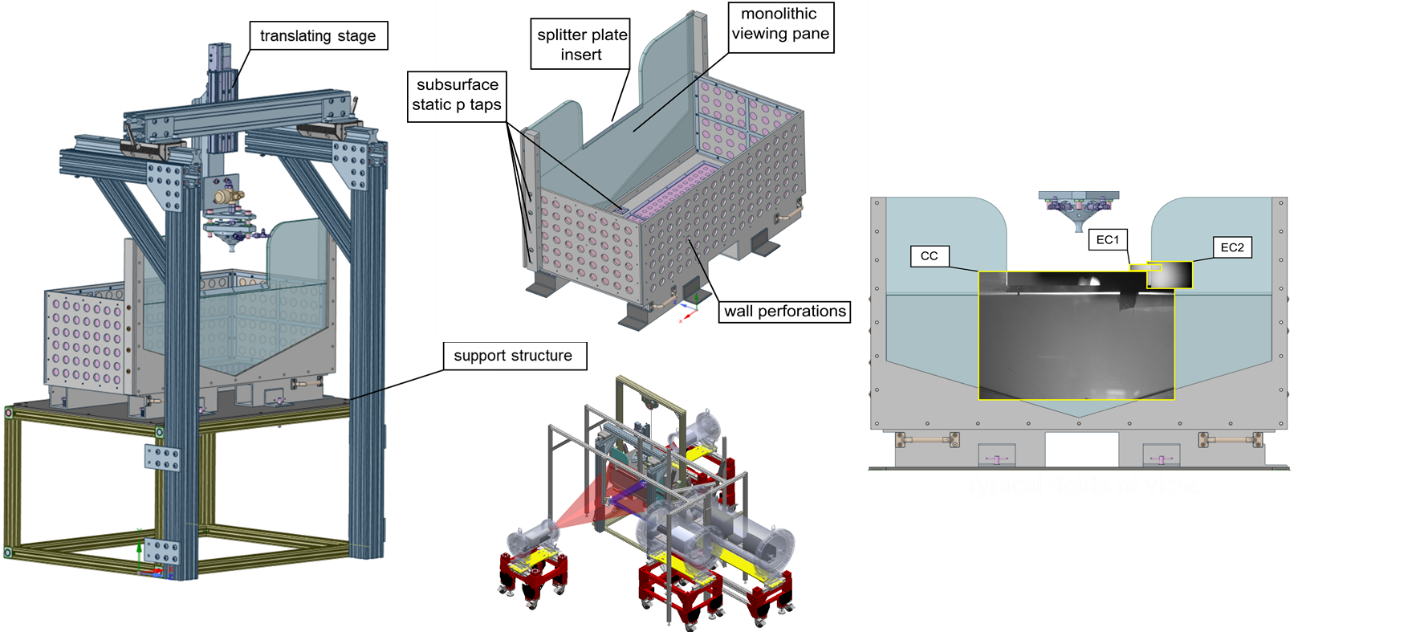 translating stage
splitter plate
insert
monolithic
viewing pane
subsurface
static p taps
wall perforations
support structure
CC
EC1
EC2